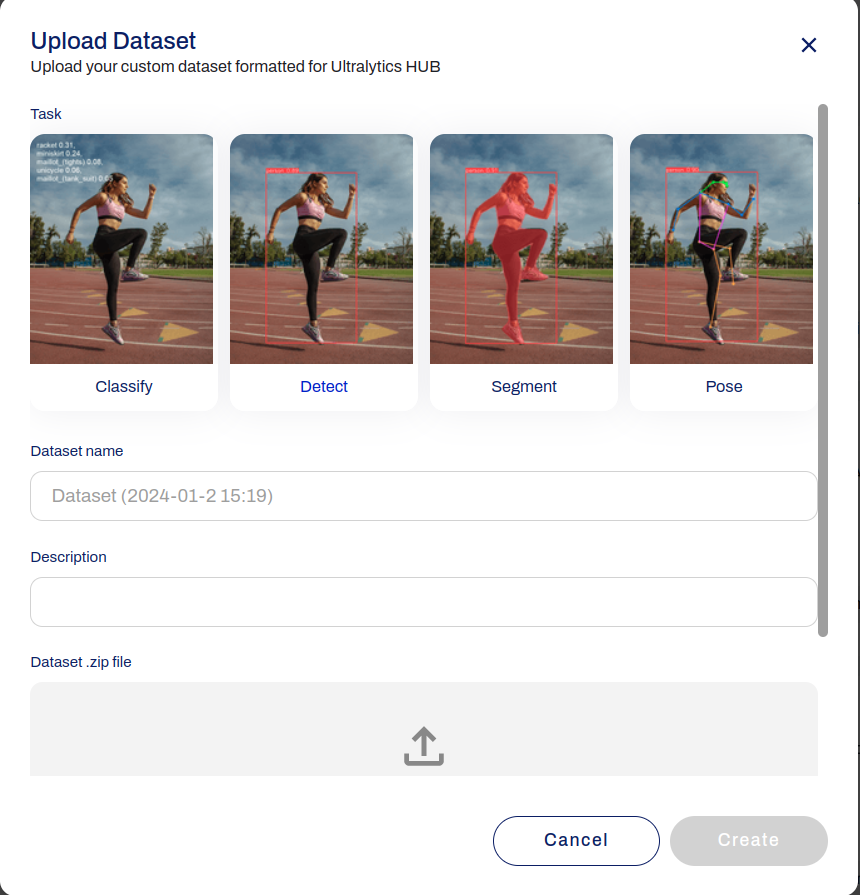 Upload Dataset
Upload your custom dataset formatted for Ultralytics HUB
Task
racket 0.31,
miniskirt 0.24,
maillot_(tights) 0.08,
unicycle 0.06,
maillot_(tank_suit) 0.0
Classify
Detect
Segment
Pose
Dataset name
Dataset (2024-01-2 15:19)
Description
Dataset .zip file
Cancel
Create